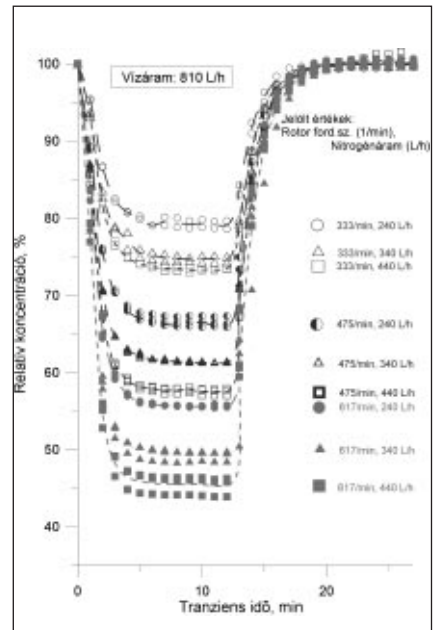 Vízáram: 810 L/h
Jelölt értékek:
Rotor ford.sz. (1/min),
Nitrogénáram (L/h)
333/min, 240 L/h
333/min, 340 L/h
333/min, 440 L/h
475/min, 240 L/h
475/min, 340 L/h
475/min, 440 L/h
617/min, 240 L/h
617/min, 340 L/h
617/min, 440 L/h
Relatív koncentráció, %
100
90
80
70
60
50
40
0
10
20
Tranziens idő, min